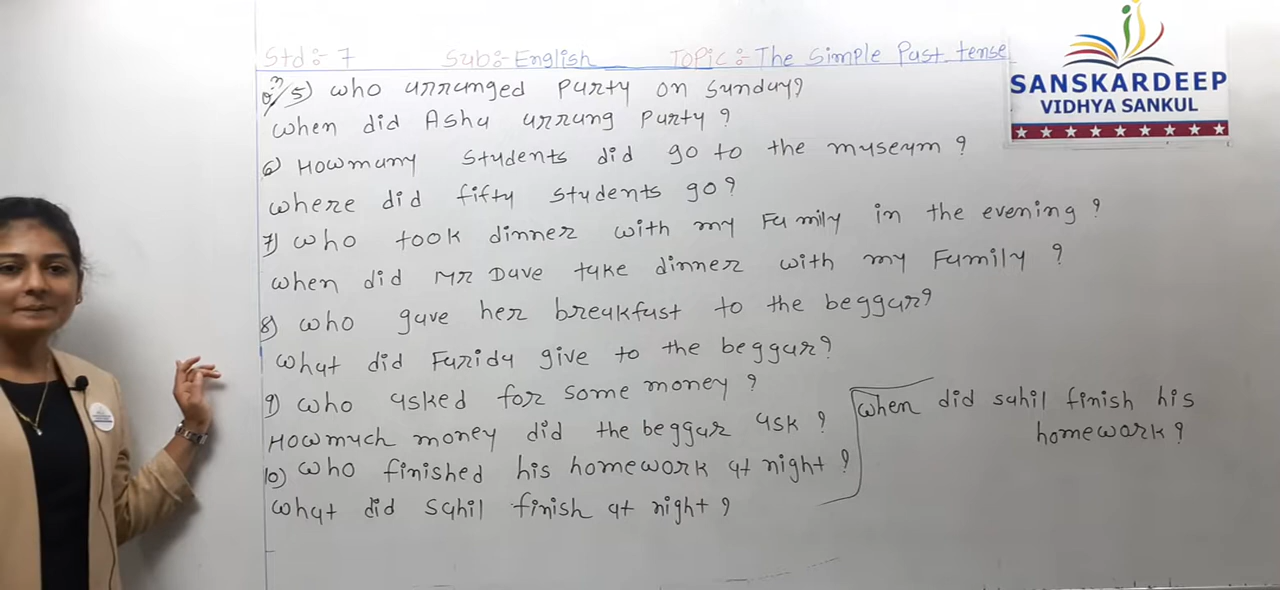 Std:- 7 Sub:- English Topic:- The Simple Past tense
SANSKARDEEP
VIDHYA SANKUL
5) who arranged party on sunday?
when did Asha arrang party?
6) Howmany students did go to the museym?
where did fifty students go?
7) who took dinner with my Family in the evening?
when did Mr Dave take dinner with my Family?
8) who gave her breakfast to the beggar?
what did Farida give to the beggar?
9) who asked for some money?
Howmuch money did the beggar ask?
10) who finished his homework at night?
what did sahil finish at night?
when did sahil finish his
homework?